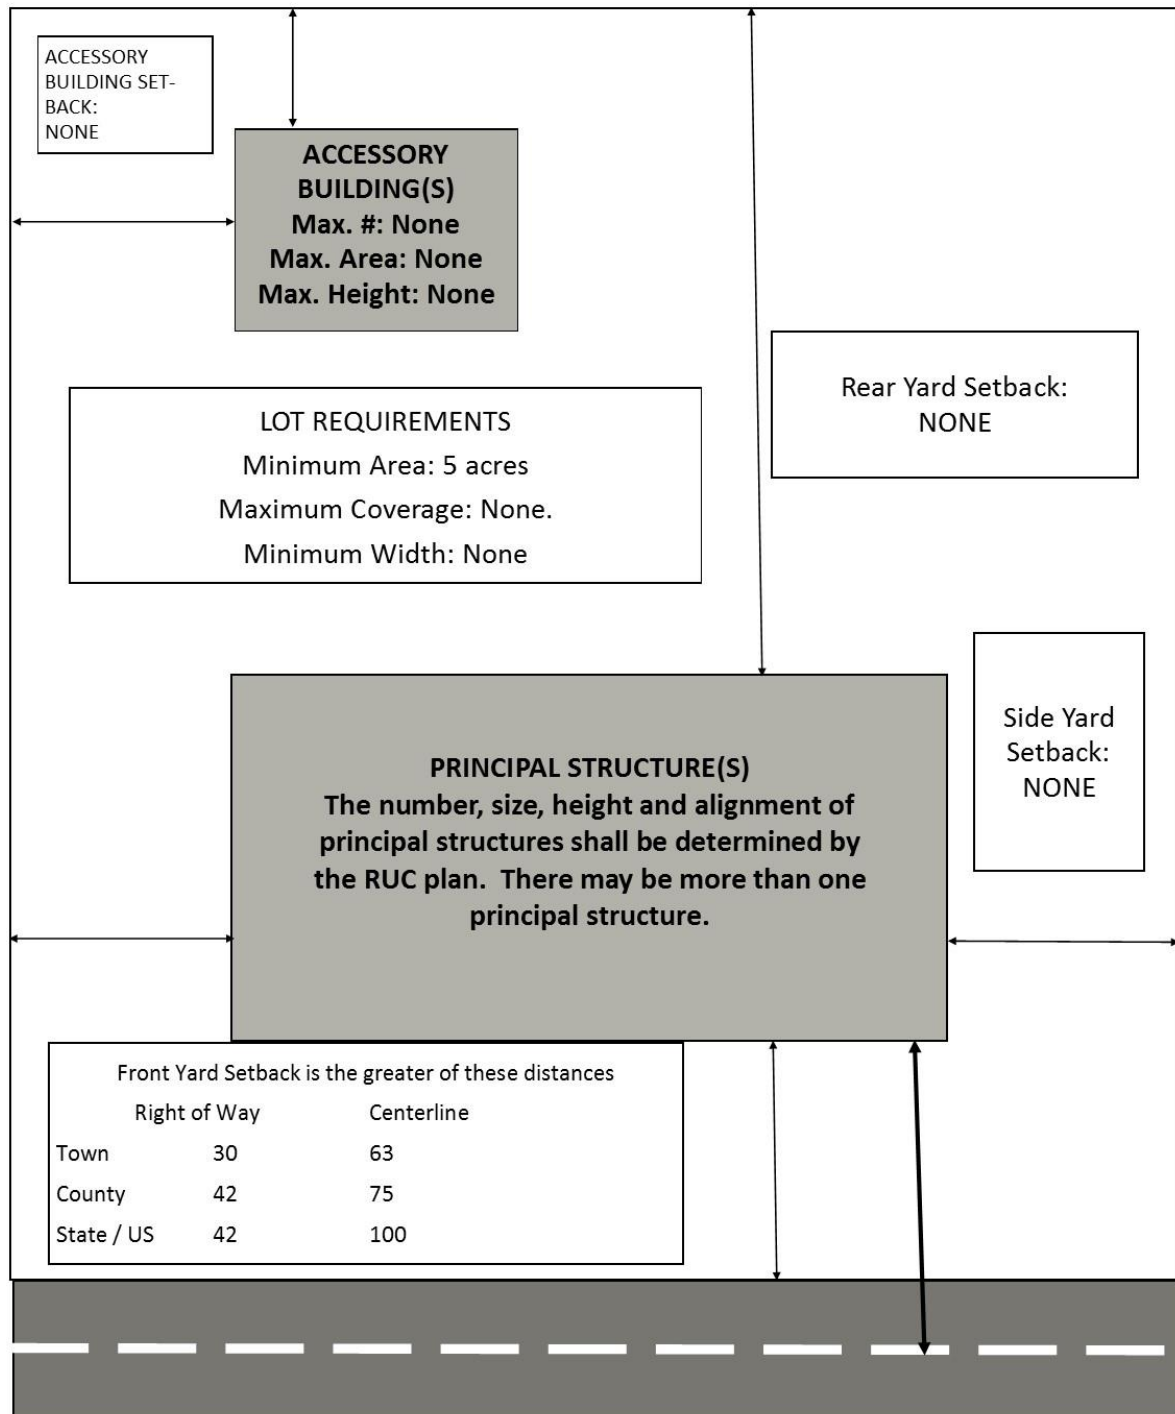 ACCESSORY
BUILDING SET-
BACK:
NONE
ACCESSORY
BUILDING(S)
Max. #: None
Max. Area: None
Max. Height: None
Rear Yard Setback:
NONE
LOT REQUIREMENTS
Minimum Area: 5 acres
Maximum Coverage: None.
Minimum Width: None
Side Yard
Setback:
NONE
PRINCIPAL STRUCTURE(S)
The number, size, height and alignment of
principal structures shall be determined by
the RUC plan.  There may be more than one
principal structure.
Front Yard Setback is the greater of these distances
Right of Way Centerline
Town 30 63
County 42 75
State / US 42 100